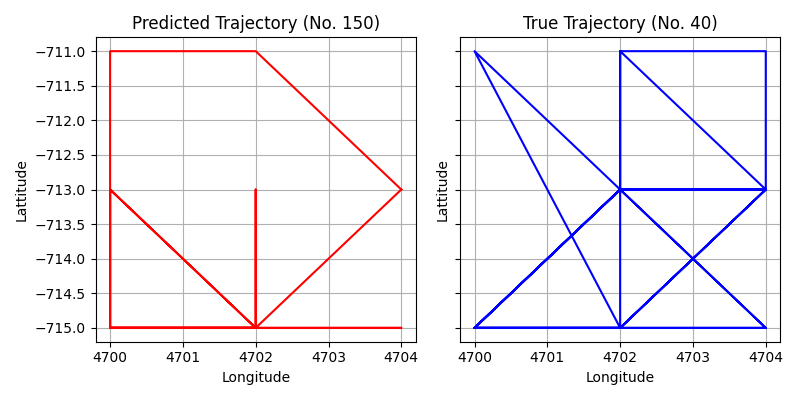 Predicted Trajectory (No. 150)
True Trajectory (No. 40)
Lattitude
−711.0
−711.5
−712.0
−712.5
−713.0
−713.5
−714.0
−714.5
−715.0
4700 4701 4702 4703 4704
Longitude
Lattitude
4700 4701 4702 4703 4704
Longitude